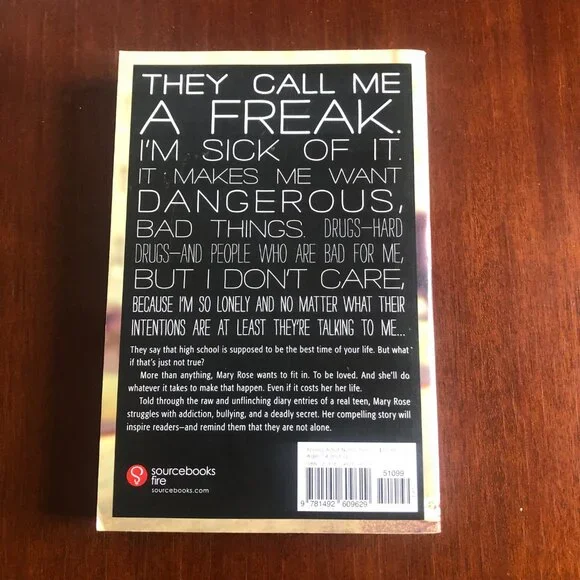 THEY CALL ME
A FREAK.
I'M SICK OF IT.
IT MAKES ME WANT
DANGEROUS,
BAD THINGS. DRUGS—HARD
DRUGS—AND PEOPLE WHO ARE BAD FOR ME,
BUT I DON'T CARE,
BECAUSE I'M SO LONELY AND NO MATTER WHAT THEIR
INTENTIONS ARE AT LEAST THEY'RE TALKING TO ME...
They say that high school is supposed to be the best time of your life. But what
if that's just not true?
More than anything, Mary Rose wants to fit in. To be loved. And she'll do
whatever it takes to make that happen. Even if it costs her her life.
Told through the raw and unflinching diary entries of a real teen, Mary Rose
struggles with addiction, bullying, and a deadly secret. Her compelling story will
inspire readers—and remind them that they are not alone.
sourcebooks
fire
sourcebooks.com
51099
9 781492 609629